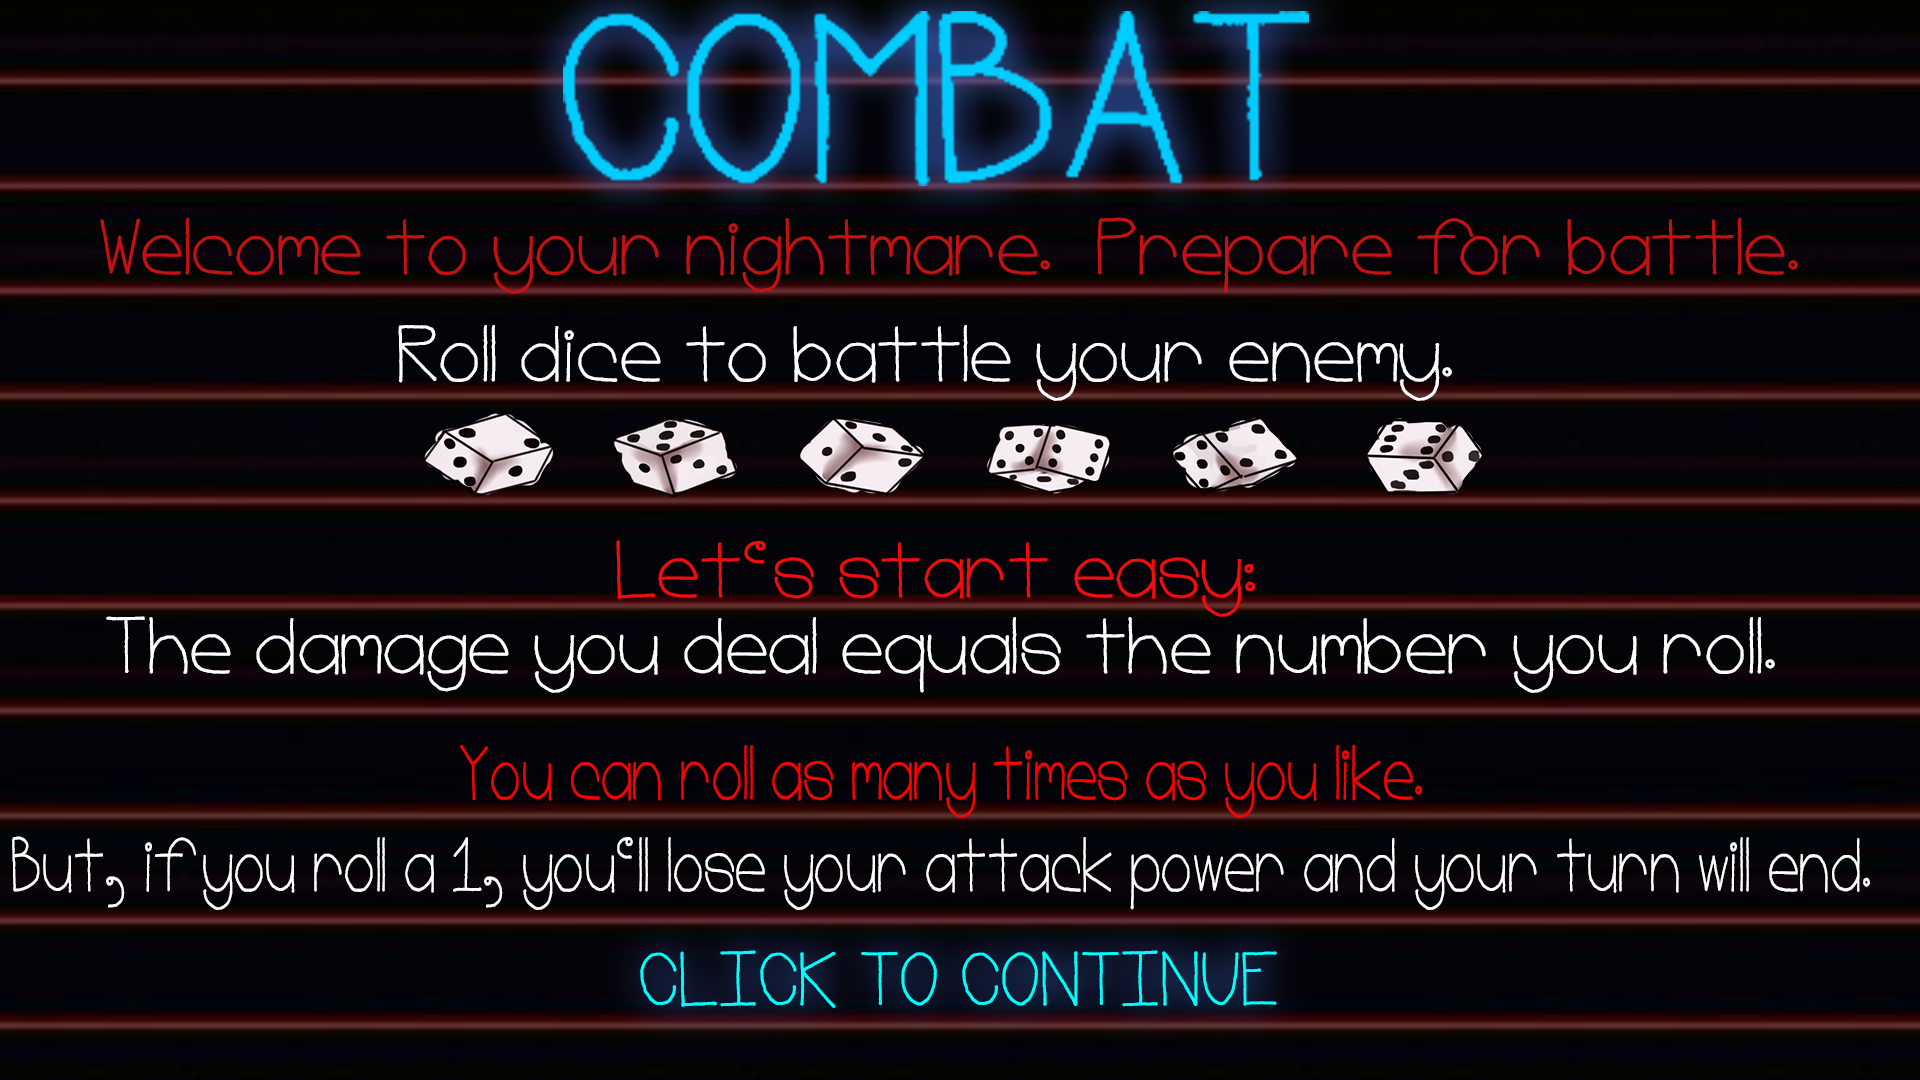 COMBAT
Welcome to your nightmare. Prepare for battle.
Roll dice to battle your enemy.
Let's start easy:
The damage you deal equals the number you roll.
You can roll as many times as you like.
But, if you roll a 1, you'll lose your attack power and your turn will end.
CLICK TO CONTINUE